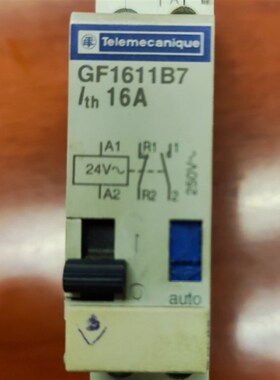 Telemecanique
GF1611B7
Ith 16A
A1 R1 1
24V~ 250V~
A2 R2 2
I
O auto